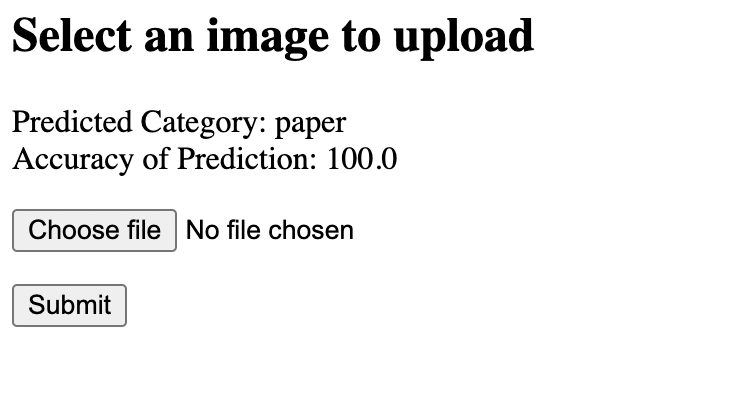 Select an image to upload
Predicted Category: paper
Accuracy of Prediction: 100.0
Choose file No file chosen
Submit